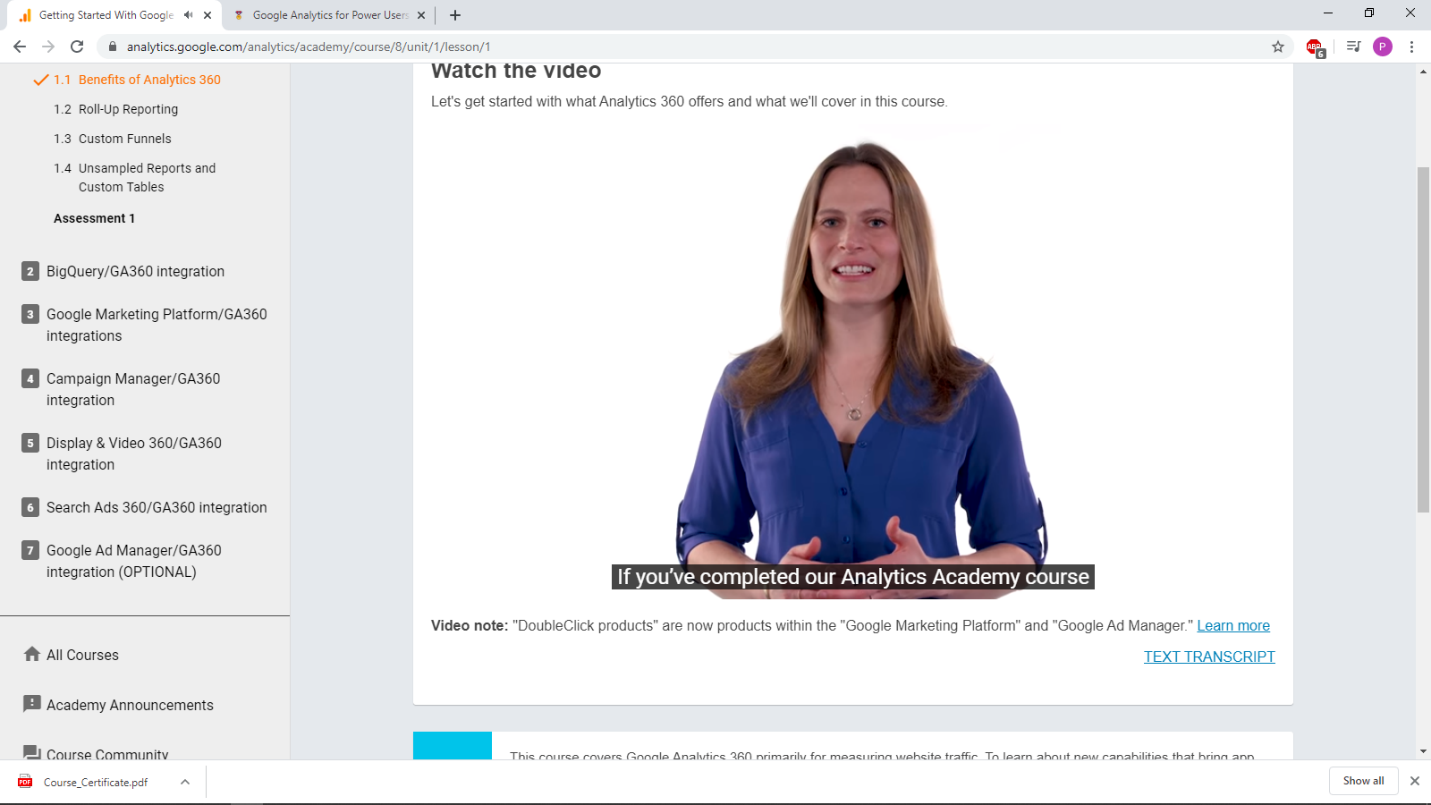 Getting Started With Google
Google Analytics for Power Users
analytics.google.com/analytics/academy/course/8/unit/1/lesson/1
ABP
6
P
1.1 Benefits of Analytics 360
1.2 Roll-Up Reporting
1.3 Custom Funnels
1.4 Unsampled Reports and
Custom Tables
Assessment 1
2 BigQuery/GA360 integration
3 Google Marketing Platform/GA360
integrations
4 Campaign Manager/GA360
integration
5 Display & Video 360/GA360
integration
6 Search Ads 360/GA360 integration
7 Google Ad Manager/GA360
integration (OPTIONAL)
All Courses
Academy Announcements
Course Community
Watch the video
Let's get started with what Analytics 360 offers and what we'll cover in this course.
If you’ve completed our Analytics Academy course
Video note: "DoubleClick products" are now products within the "Google Marketing Platform" and "Google Ad Manager." Learn more
TEXT TRANSCRIPT
This course covers Google Analytics 360 primarily for measuring website traffic. To learn about new capabilities that bring app
PDF
Course_Certificate.pdf
Show all